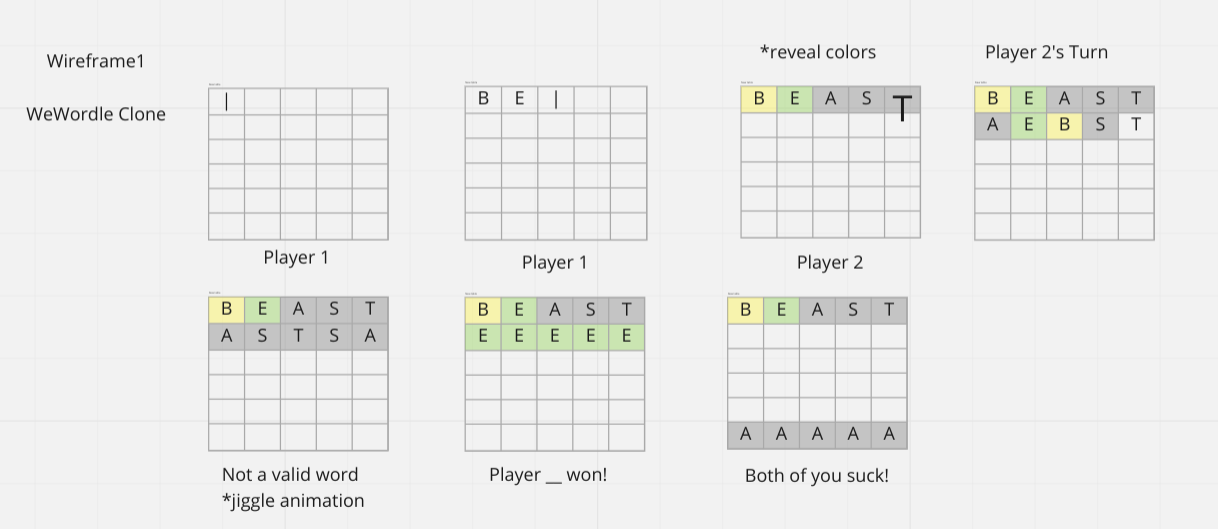 Wireframe1
WeWordle Clone
Player 1
B E
Player 1
*reveal colors
B E A S T
Player 2
Player 2's Turn
B E A S T
A E B S T
B E A S T
A S T S A
Not a valid word
*jiggle animation
B E A S T
E E E E E
Player __ won!
B E A S T
A A A A A
Both of you suck!